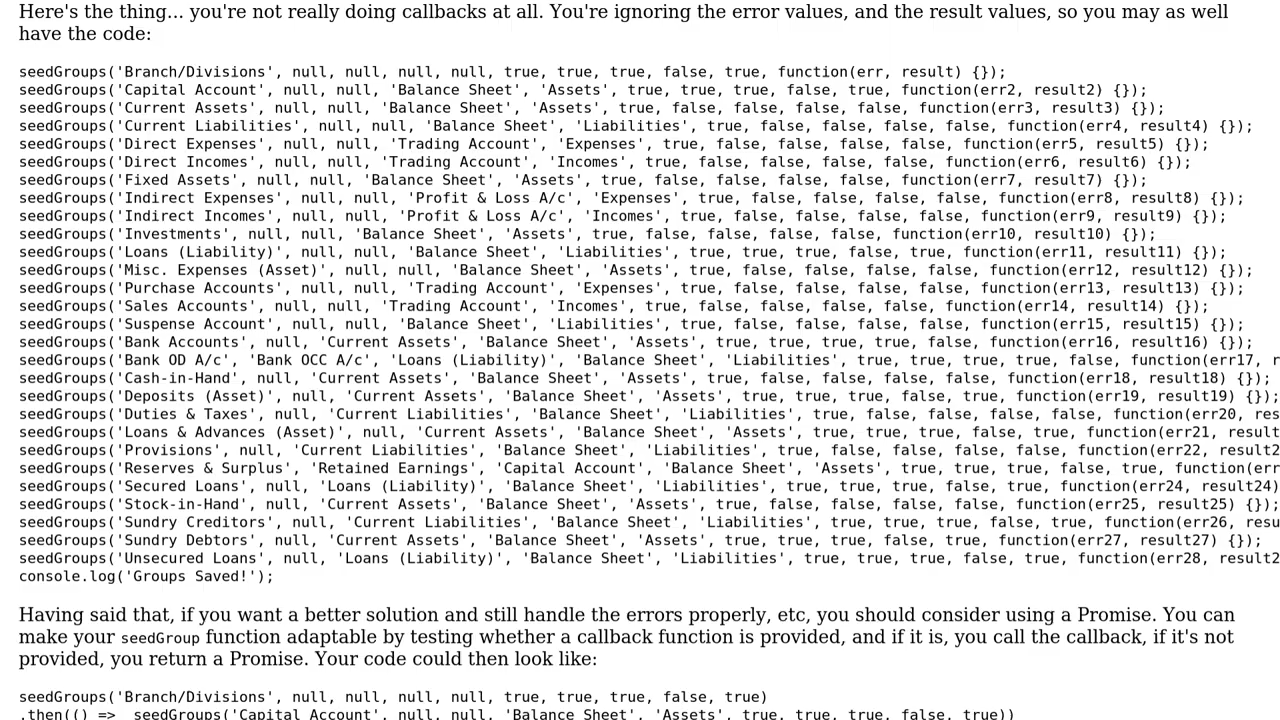 Here's the thing... you're not really doing callbacks at all. You're ignoring the error values, and the result values, so you may as well
have the code:
seedGroups('Branch/Divisions', null, null, null, null, true, true, true, false, true, function(err, result) {});
seedGroups('Capital Account', null, null, 'Balance Sheet', 'Assets', true, true, true, false, true, function(err2, result2) {});
seedGroups('Current Assets', null, null, 'Balance Sheet', 'Assets', true, false, false, false, false, function(err3, result3) {});
seedGroups('Current Liabilities', null, null, 'Balance Sheet', 'Liabilities', true, false, false, false, false, function(err4, result4) {});
seedGroups('Direct Expenses', null, null, 'Trading Account', 'Expenses', true, false, false, false, false, function(err5, result5) {});
seedGroups('Direct Incomes', null, null, 'Trading Account', 'Incomes', true, false, false, false, false, function(err6, result6) {});
seedGroups('Fixed Assets', null, null, 'Balance Sheet', 'Assets', true, false, false, false, false, function(err7, result7) {});
seedGroups('Indirect Expenses', null, null, 'Profit & Loss A/c', 'Expenses', true, false, false, false, false, function(err8, result8) {});
seedGroups('Indirect Incomes', null, null, 'Profit & Loss A/c', 'Incomes', true, false, false, false, false, function(err9, result9) {});
seedGroups('Investments', null, null, 'Balance Sheet', 'Assets', true, false, false, false, false, function(err10, result10) {});
seedGroups('Loans (Liability)', null, null, 'Balance Sheet', 'Liabilities', true, true, true, false, true, function(err11, result11) {});
seedGroups('Misc. Expenses (Asset)', null, null, 'Balance Sheet', 'Assets', true, false, false, false, false, function(err12, result12) {});
seedGroups('Purchase Accounts', null, null, 'Trading Account', 'Expenses', true, false, false, false, false, function(err13, result13) {});
seedGroups('Sales Accounts', null, null, 'Trading Account', 'Incomes', true, false, false, false, false, function(err14, result14) {});
seedGroups('Suspense Account', null, null, 'Balance Sheet', 'Liabilities', true, false, false, false, false, function(err15, result15) {});
seedGroups('Bank Accounts', null, 'Current Assets', 'Balance Sheet', 'Assets', true, true, true, true, false, function(err16, result16) {});
seedGroups('Bank OD A/c', 'Bank OCC A/c', 'Loans (Liability)', 'Balance Sheet', 'Liabilities', true, true, true, true, false, function(err17, r
seedGroups('Cash-in-Hand', null, 'Current Assets', 'Balance Sheet', 'Assets', true, false, false, false, false, function(err18, result18) {});
seedGroups('Deposits (Asset)', null, 'Current Assets', 'Balance Sheet', 'Assets', true, true, true, false, true, function(err19, result19) {});
seedGroups('Duties & Taxes', null, 'Current Liabilities', 'Balance Sheet', 'Liabilities', true, false, false, false, false, function(err20, res
seedGroups('Loans & Advances (Asset)', null, 'Current Assets', 'Balance Sheet', 'Assets', true, true, true, false, true, function(err21, result
seedGroups('Provisions', null, 'Current Liabilities', 'Balance Sheet', 'Liabilities', true, false, false, false, false, function(err22, result2
seedGroups('Reserves & Surplus', 'Retained Earnings', 'Capital Account', 'Balance Sheet', 'Assets', true, true, true, false, true, function(err
seedGroups('Secured Loans', null, 'Loans (Liability)', 'Balance Sheet', 'Liabilities', true, true, true, false, true, function(err24, result24)
seedGroups('Stock-in-Hand', null, 'Current Assets', 'Balance Sheet', 'Assets', true, false, false, false, false, function(err25, result25) {});
seedGroups('Sundry Creditors', null, 'Current Liabilities', 'Balance Sheet', 'Liabilities', true, true, true, false, true, function(err26, resu
seedGroups('Sundry Debtors', null, 'Current Assets', 'Balance Sheet', 'Assets', true, true, true, false, true, function(err27, result27) {});
seedGroups('Unsecured Loans', null, 'Loans (Liability)', 'Balance Sheet', 'Liabilities', true, true, true, false, true, function(err28, result2
console.log('Groups Saved!');
Having said that, if you want a better solution and still handle the errors properly, etc, you should consider using a Promise. You can
make your seedGroup function adaptable by testing whether a callback function is provided, and if it is, you call the callback, if it's not
provided, you return a Promise. Your code could then look like:
seedGroups('Branch/Divisions', null, null, null, null, true, true, true, false, true)
.then(() =>  seedGroups('Capital Account', null, null, 'Balance Sheet', 'Assets', true, true, true, false, true))